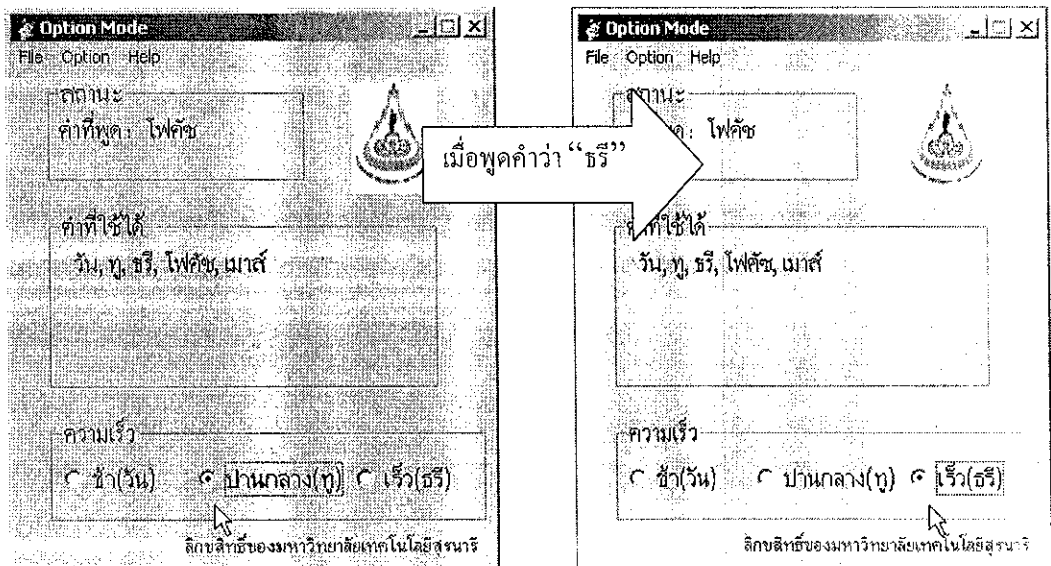 Option Mode
File Option Help
สถานะ
คำที่พูด : โฟคัซ
คำที่ใช้ได้
วัน, ทู, ธรี, โฟคัซ, เมาส์
ความเร็ว
ช้า(วัน) ปานกลาง(ทู) เร็ว(ธรี)
ลิขสิทธิ์ของมหาวิทยาลัยเทคโนโลยีสุรนารี
เมื่อพูดคำว่า “ธรี”
Option Mode
File Option Help
สถานะ
โฟคัซ
คำที่ใช้ได้
วัน, ทู, ธรี, โฟคัซ, เมาส์
ความเร็ว
ช้า(วัน) ปานกลาง(ทู) เร็ว(ธรี)
ลิขสิทธิ์ของมหาวิทยาลัยเทคโนโลยีสุรนารี